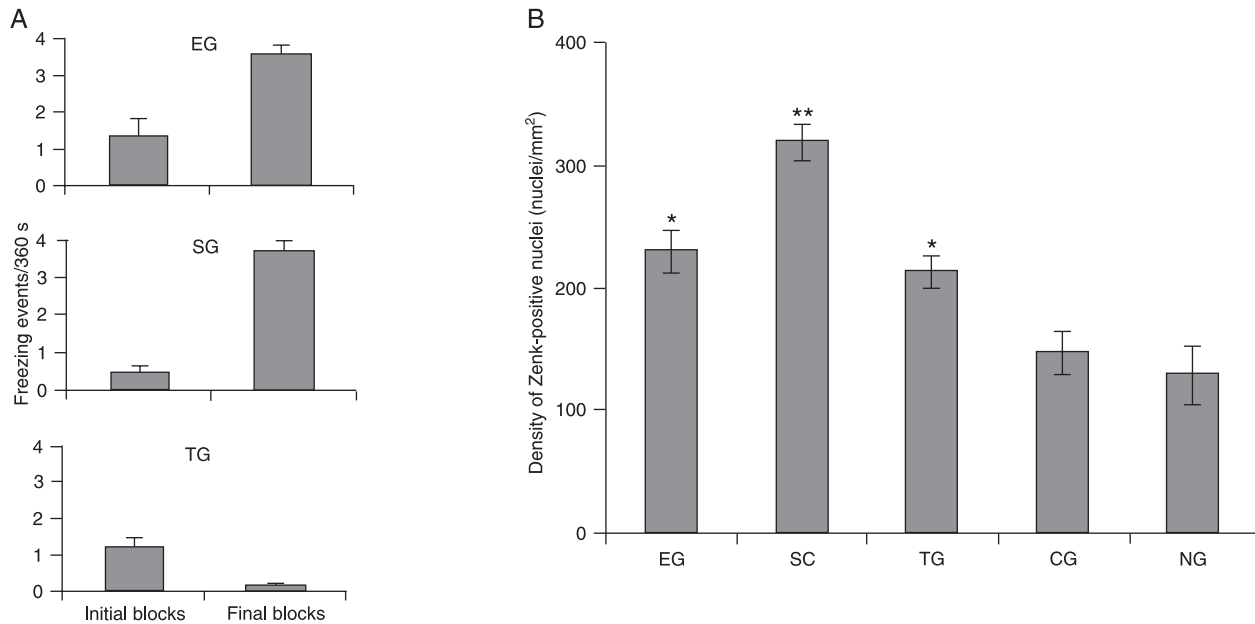 A
EG
4
3
2
1
0
SG
4
3
2
1
0
Freezing events/360 s
TG
4
3
2
1
0
Initial blocks Final blocks
B
400
300
200
100
0
Density of Zenk-positive nuclei (nuclei/mm²)
*
**
*
EG SC TG CG NG